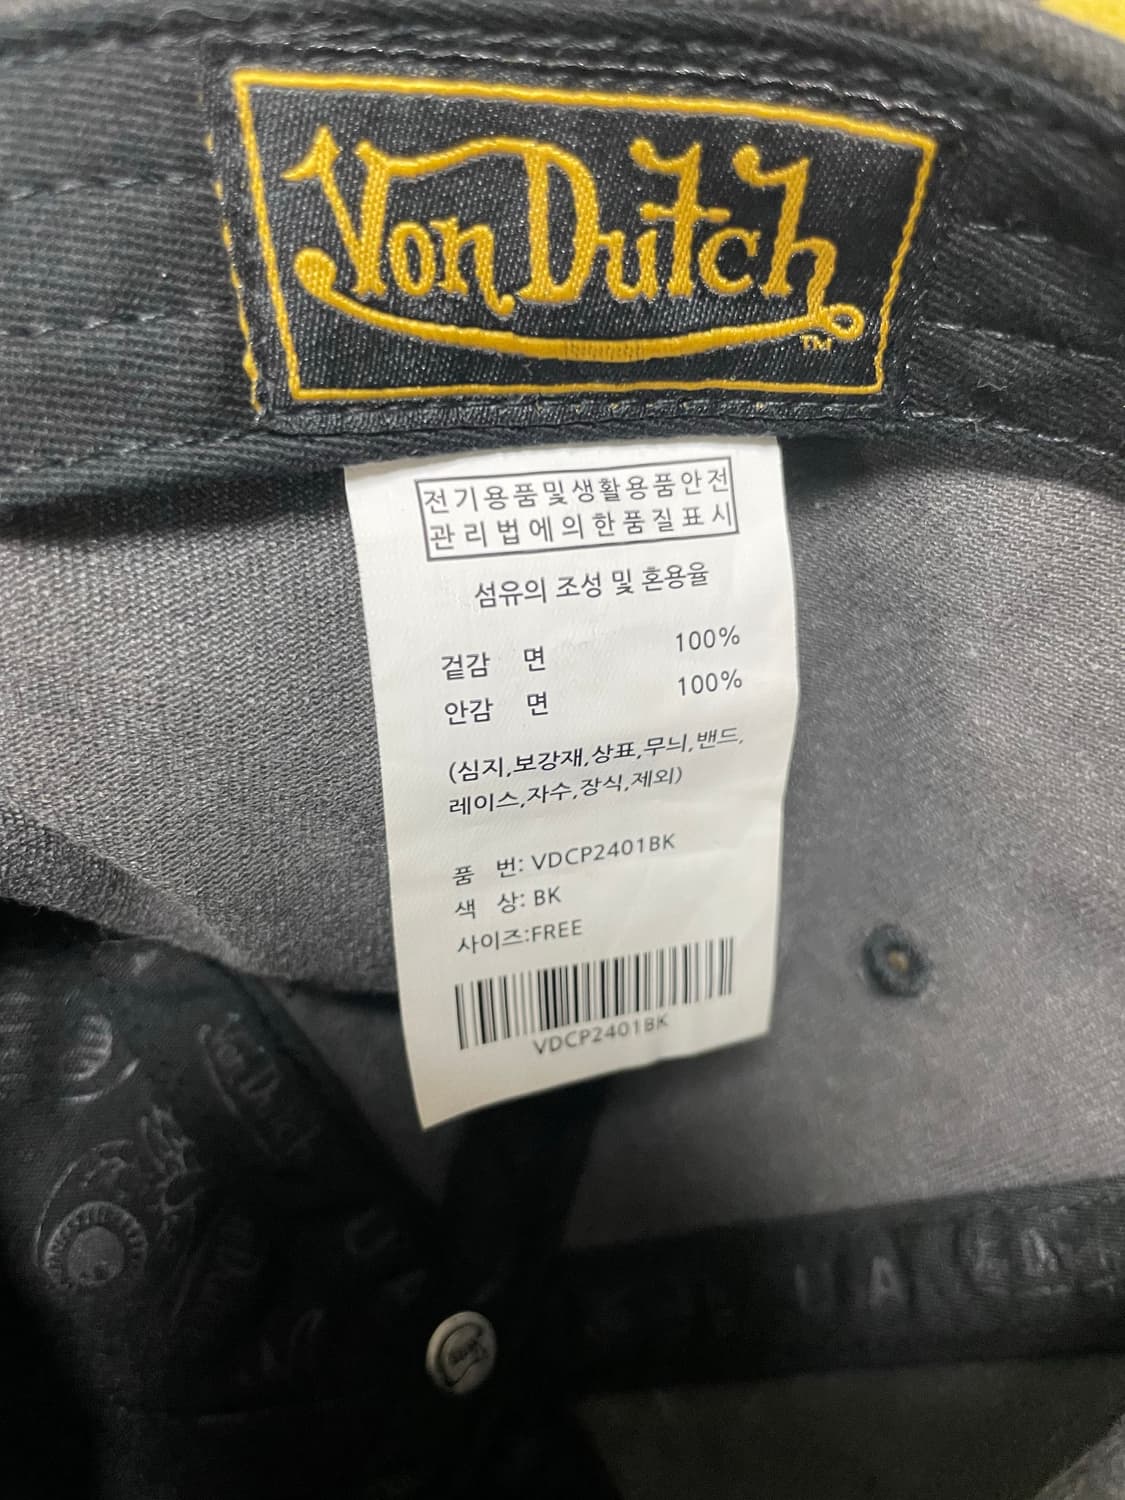 Von Dutch
TM
전기용품및생활용품안전
관리법에의한품질표시
섬유의 조성 및 혼용율
겉감 면 100%
안감 면 100%
(심지,보강재,상표,무늬,밴드,
레이스,자수,장식,제외)
품 번: VDCP2401BK
색 상: BK
사이즈:FREE
VDCP2401BK
Von Dutch